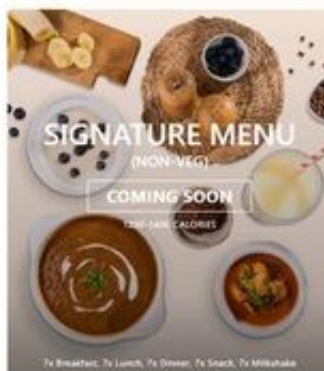 SIGNATURE MENU
(NON-VEG)
COMING SOON
CALORIES
7x Breakfast, 7x Lunch, 7x Dinner, 7x Snack, 7x Milkshake